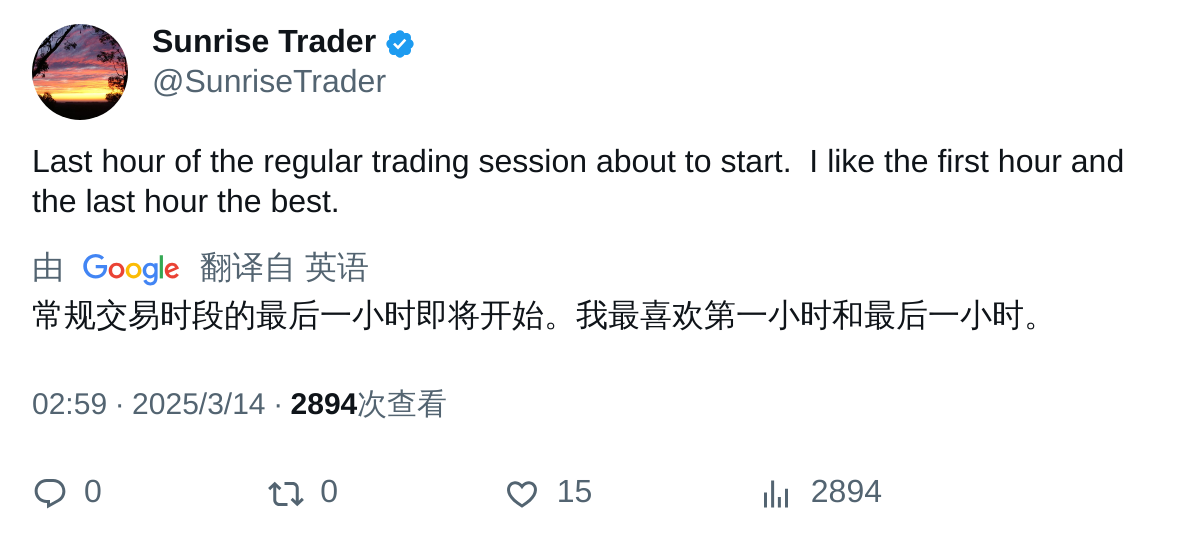 Sunrise Trader
@SunriseTrader
Last hour of the regular trading session about to start.  I like the first hour and
the last hour the best.
由 Google 翻译自 英语
常规交易时段的最后一小时即将开始。我最喜欢第一小时和最后一小时。
02:59 · 2025/3/14 · 2894次查看
0 0 15 2894